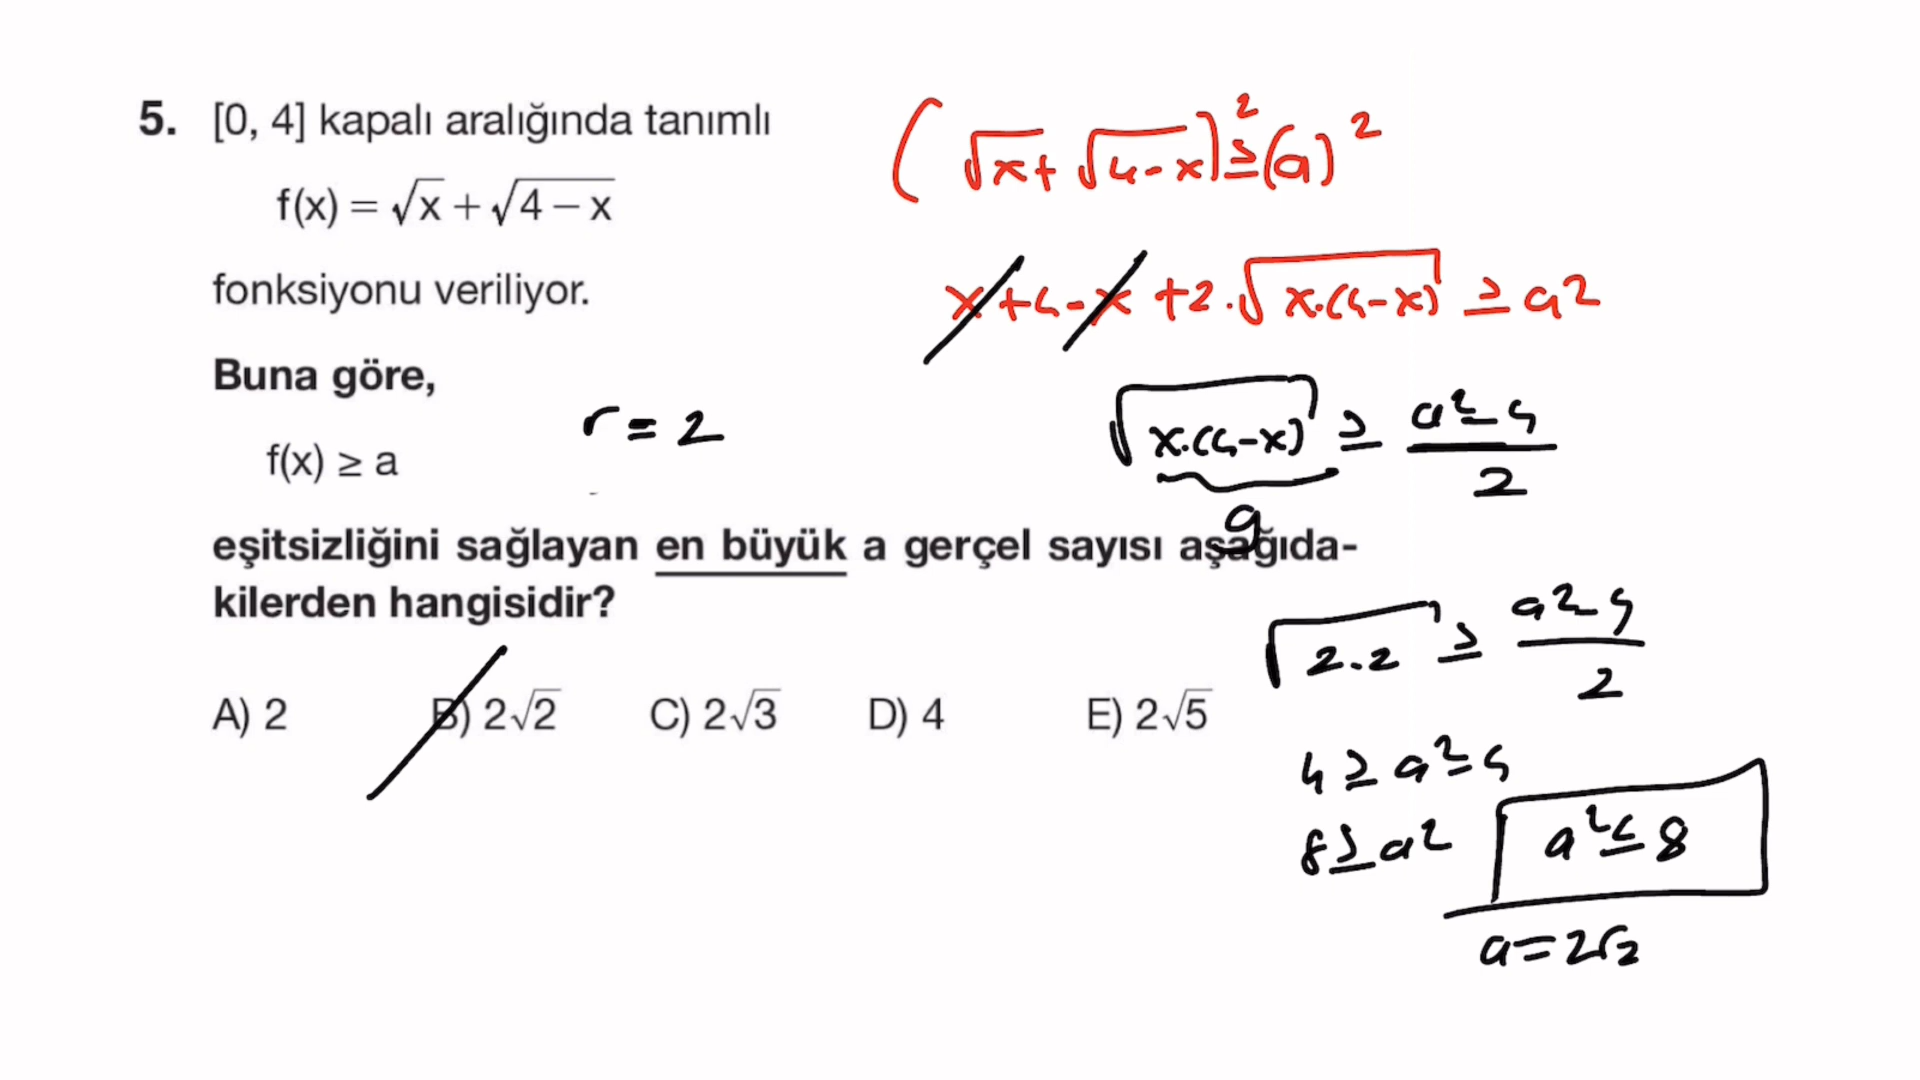 5. [0, 4] kapalı aralığında tanımlı
f(x) = √x + √(4 − x)
fonksiyonu veriliyor.
Buna göre,
f(x) ≥ a
eşitsizliğini sağlayan en büyük a gerçel sayısı aşağıda-
kilerden hangisidir?
A) 2 B) 2√2 C) 2√3 D) 4 E) 2√5
r = 2
(√x + √(4-x))² ≥ (a)²
x + 4 - x + 2.√(x.(4-x)) ≥ a²
√(x.(4-x)) ≥ (a² - 4)/2
√(2.2) ≥ (a² - 4)/2
4 ≥ a² - 4
8 ≥ a²
a² ≤ 8
a = 2√2